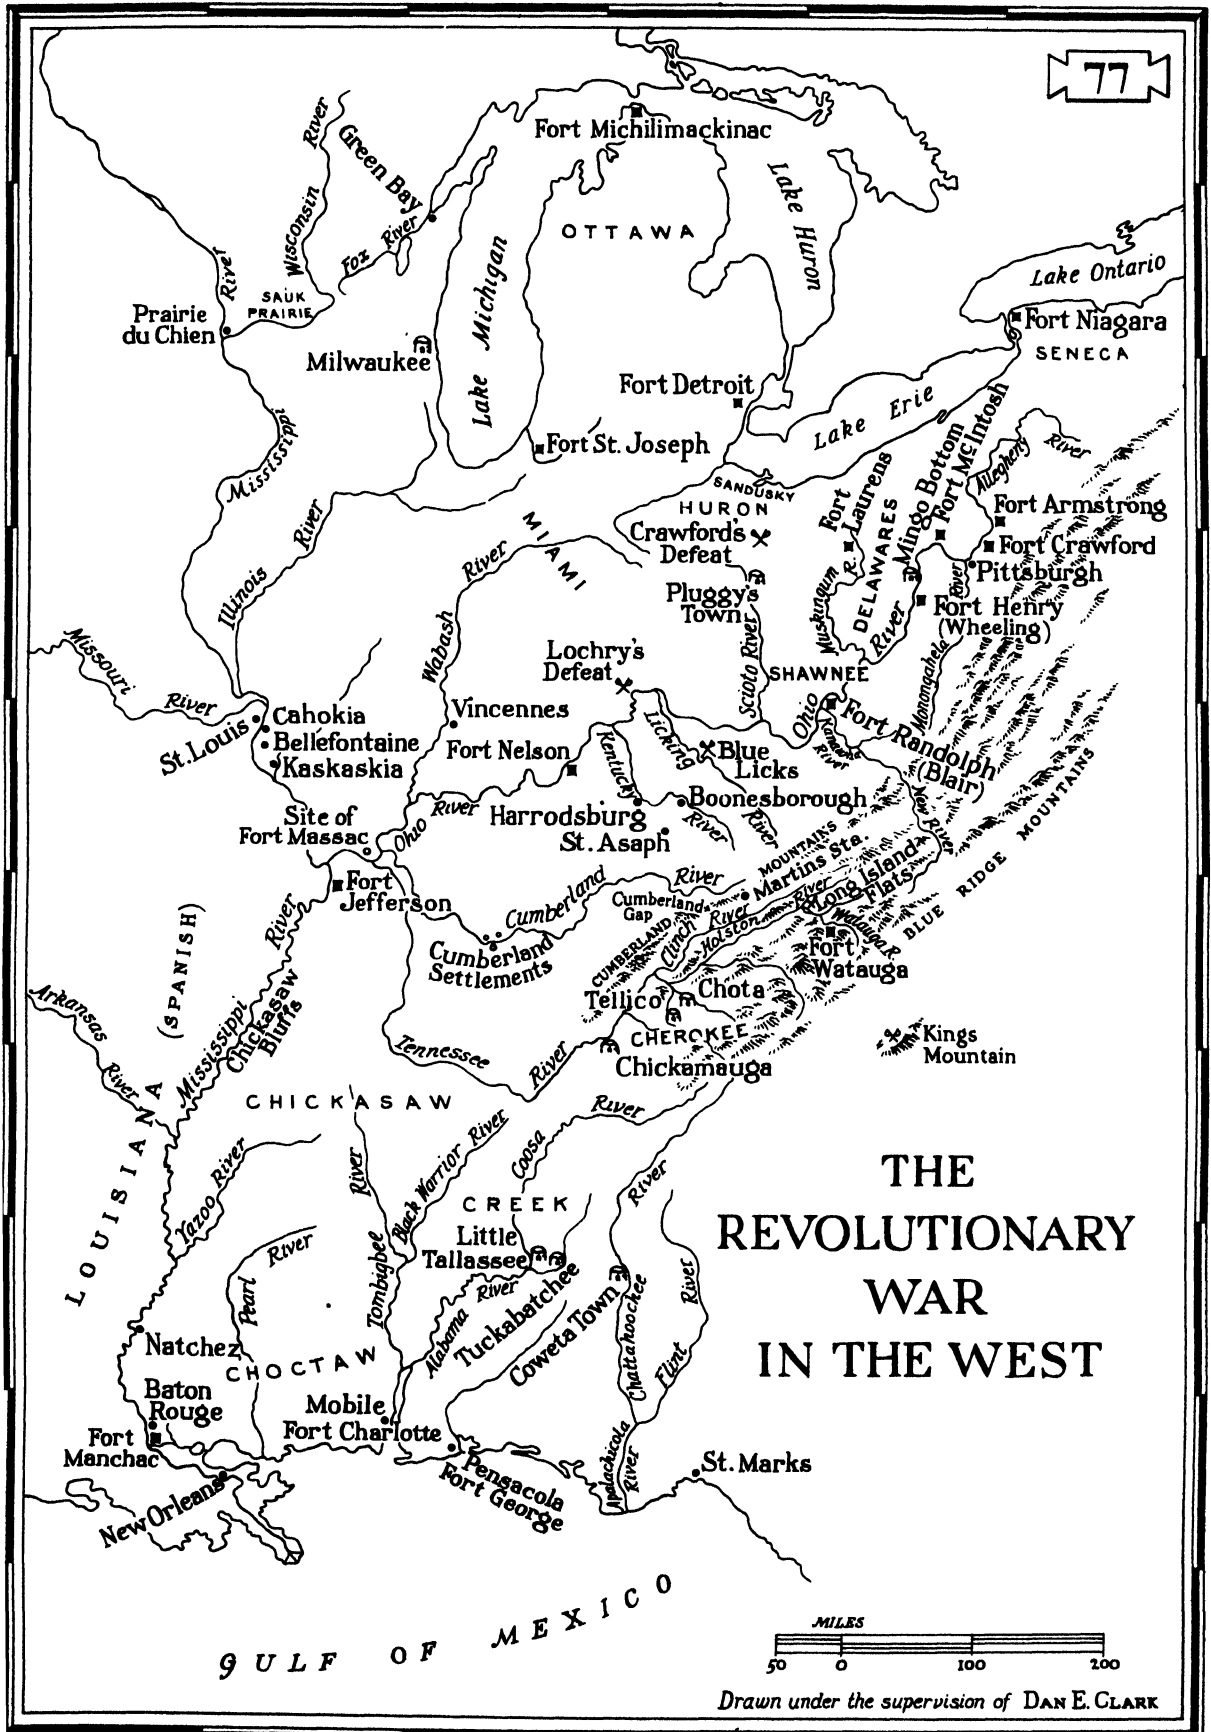 77
Fort Michilimackinac
Wisconsin River
Green Bay
Fox River
OTTAWA
Lake Huron
Lake Michigan
Lake Ontario
SAUK
PRAIRIE
Prairie
du Chien
River
Fort Niagara
SENECA
Milwaukee
Fort Detroit
Lake Erie
Mississippi
Fort St. Joseph
Allegheny River
SANDUSKY
HURON
Fort
Laurens
Mingo Bottom
Fort McIntosh
Fort Armstrong
Crawford's
Defeat
Fort Crawford
Pittsburgh
DELAWARES
MIAMI
Illinois River
Wabash River
Pluggy's
Town
Muskingum R.
River
River
Fort Henry
(Wheeling)
Monongahela
Missouri River
Lochry's
Defeat
Scioto River
SHAWNEE
Ohio
Fort Randolph
(Blair)
Kanawha
River
New River
Cahokia
St. Louis
Bellefontaine
Kaskaskia
Vincennes
Fort Nelson
Kentucky
River
Licking
River
Blue
Licks
Harrodsburg
Boonesborough
St. Asaph
Site of
Fort Massac
Ohio River
Fort
Jefferson
Cumberland River
Cumberland
Settlements
Cumberland
Gap
CUMBERLAND MOUNTAINS
Martins Sta.
Clinch River
Holston River
Long Island
Flats
Watauga R.
Fort
Watauga
BLUE RIDGE MOUNTAINS
(SPANISH)
River
Arkansas River
Mississippi
Chickasaw
Bluffs
Tellico
Chota
CHEROKEE
Chickamauga
Kings
Mountain
Tennessee River
LOUISIANA
CHICKASAW
Yazoo River
Tombigbee River
Black Warrior River
Coosa River
CREEK
Little
Tallassee
Tuckabatchee
Coweta Town
River
Chattahoochee
Flint River
Alabama River
Pearl River
Natchez
CHOCTAW
Baton
Rouge
Fort
Manchac
New Orleans
Mobile
Fort Charlotte
Pensacola
Fort George
Apalachicola
River
St. Marks
THE
REVOLUTIONARY
WAR
IN THE WEST
GULF OF MEXICO
MILES
50 0 100 200
Drawn under the supervision of DAN E. CLARK